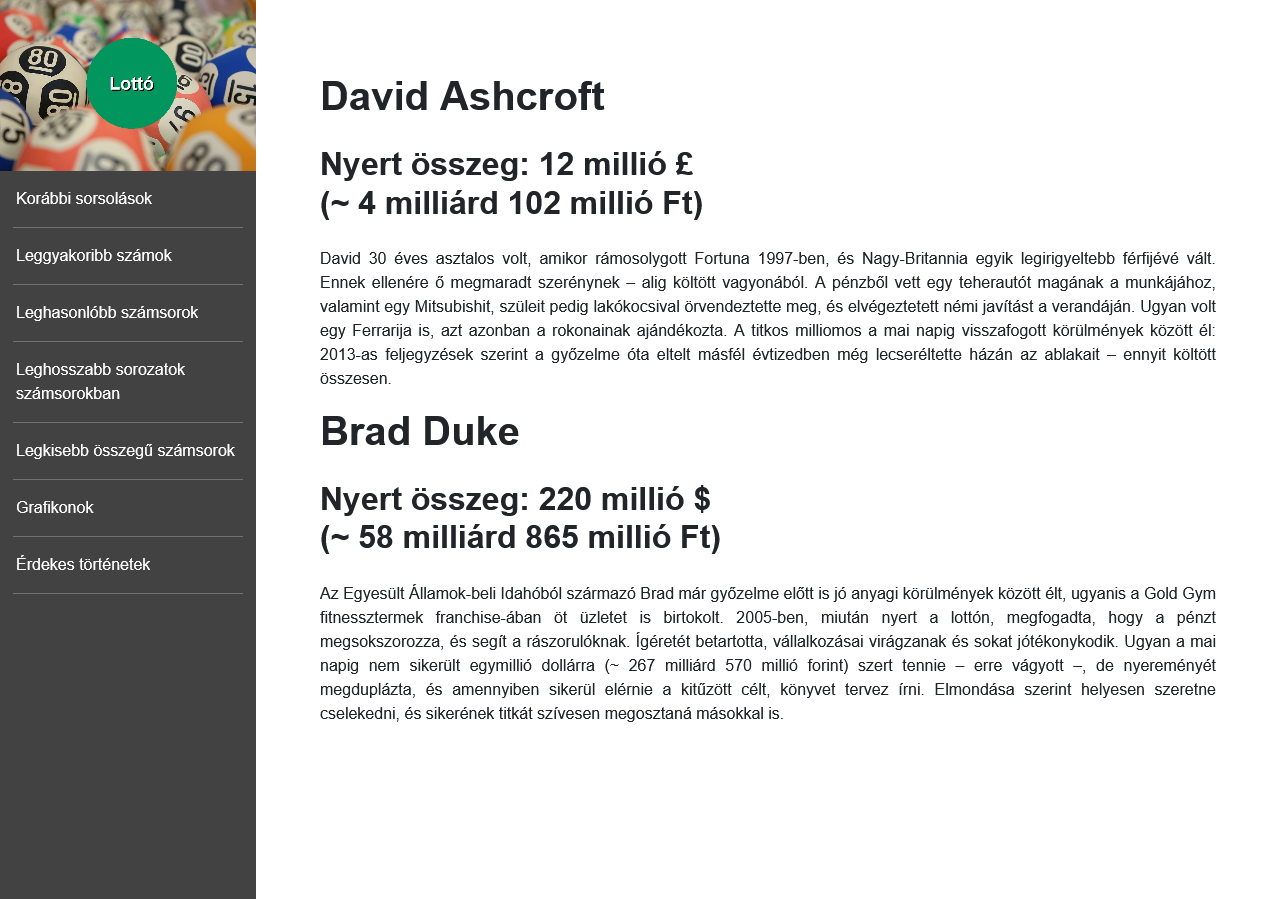 80
8
80
75
Lottó
80
16
15
19
80
Korábbi sorsolások
Leggyakoribb számok
Leghasonlóbb számsorok
Leghosszabb sorozatok
számsorokban
Legkisebb összegű számsorok
Grafikonok
Érdekes történetek
David Ashcroft
Nyert összeg: 12 millió £
(~ 4 milliárd 102 millió Ft)
David 30 éves asztalos volt, amikor rámosolygott Fortuna 1997-ben, és Nagy-Britannia egyik legirigyeltebb férfijévé vált.
Ennek ellenére ő megmaradt szerénynek – alig költött vagyonából. A pénzből vett egy teherautót magának a munkájához,
valamint egy Mitsubishit, szüleit pedig lakókocsival örvendeztette meg, és elvégeztetett némi javítást a verandáján. Ugyan volt
egy Ferrarija is, azt azonban a rokonainak ajándékozta. A titkos milliomos a mai napig visszafogott körülmények között él:
2013-as feljegyzések szerint a győzelme óta eltelt másfél évtizedben még lecseréltette házán az ablakait – ennyit költött
összesen.
Brad Duke
Nyert összeg: 220 millió $
(~ 58 milliárd 865 millió Ft)
Az Egyesült Államok-beli Idahóból származó Brad már győzelme előtt is jó anyagi körülmények között élt, ugyanis a Gold Gym
fitnessztermek franchise-ában öt üzletet is birtokolt. 2005-ben, miután nyert a lottón, megfogadta, hogy a pénzt
megsokszorozza, és segít a rászorulóknak. Ígéretét betartotta, vállalkozásai virágzanak és sokat jótékonykodik. Ugyan a mai
napig nem sikerült egymillió dollárra (~ 267 milliárd 570 millió forint) szert tennie – erre vágyott –, de nyereményét
megduplázta, és amennyiben sikerül elérnie a kitűzött célt, könyvet tervez írni. Elmondása szerint helyesen szeretne
cselekedni, és sikerének titkát szívesen megosztaná másokkal is.